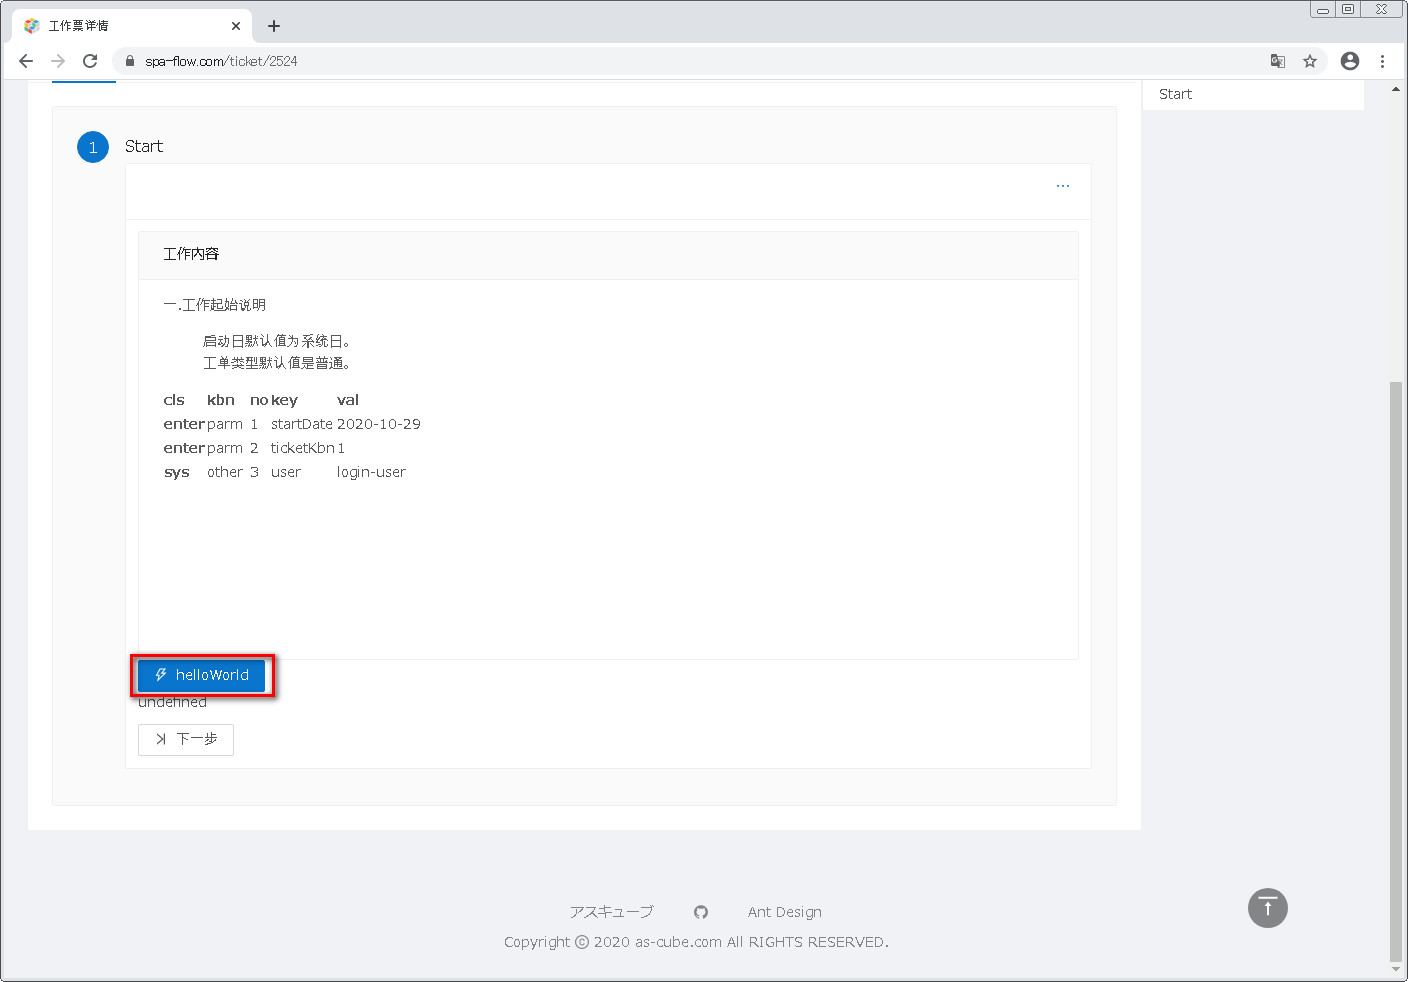 工作票详情
spa-flow.com/ticket/2524
Start
1 Start
...
工作内容
一.工作起始说明
启动日默认值为系统日。
工单类型默认值是普通。
cls kbn no key val
enter parm 1 startDate 2020-10-29
enter parm 2 ticketKbn 1
sys other 3 user login-user
helloWorld
undefined
下一步
アスキューブ Ant Design
Copyright © 2020 as-cube.com All RIGHTS RESERVED.